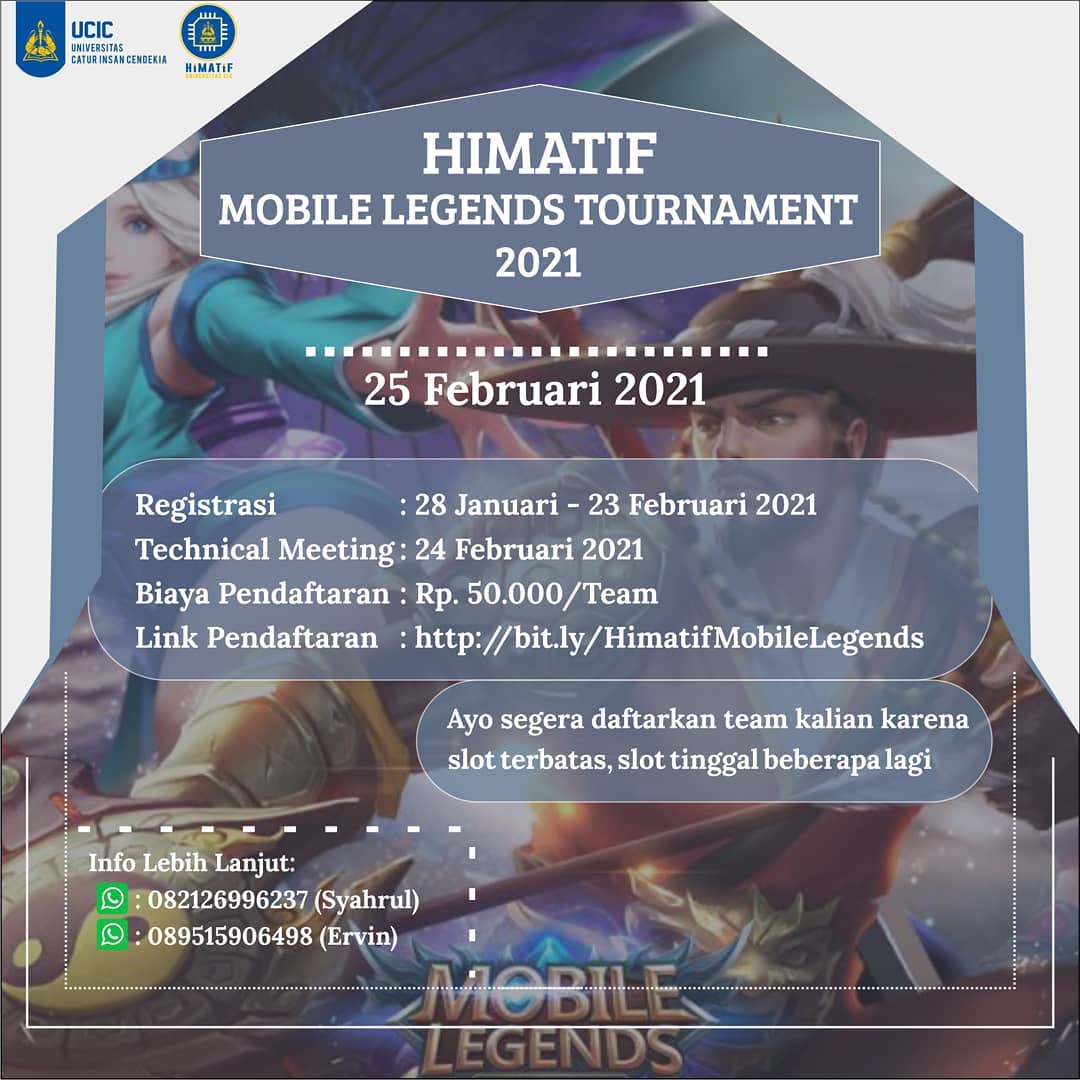 UCIC
UNIVERSITAS
CATUR INSAN CENDEKIA
HIMATIF
UNIVERSITAS CIC
HIMATIF
MOBILE LEGENDS TOURNAMENT
2021
25 Februari 2021
Registrasi : 28 Januari - 23 Februari 2021
Technical Meeting : 24 Februari 2021
Biaya Pendaftaran : Rp. 50.000/Team
Link Pendaftaran : http://bit.ly/HimatifMobileLegends
Ayo segera daftarkan team kalian karena
slot terbatas, slot tinggal beberapa lagi
Info Lebih Lanjut:
: 082126996237 (Syahrul)
: 089515906498 (Ervin)
MOBILE
LEGENDS